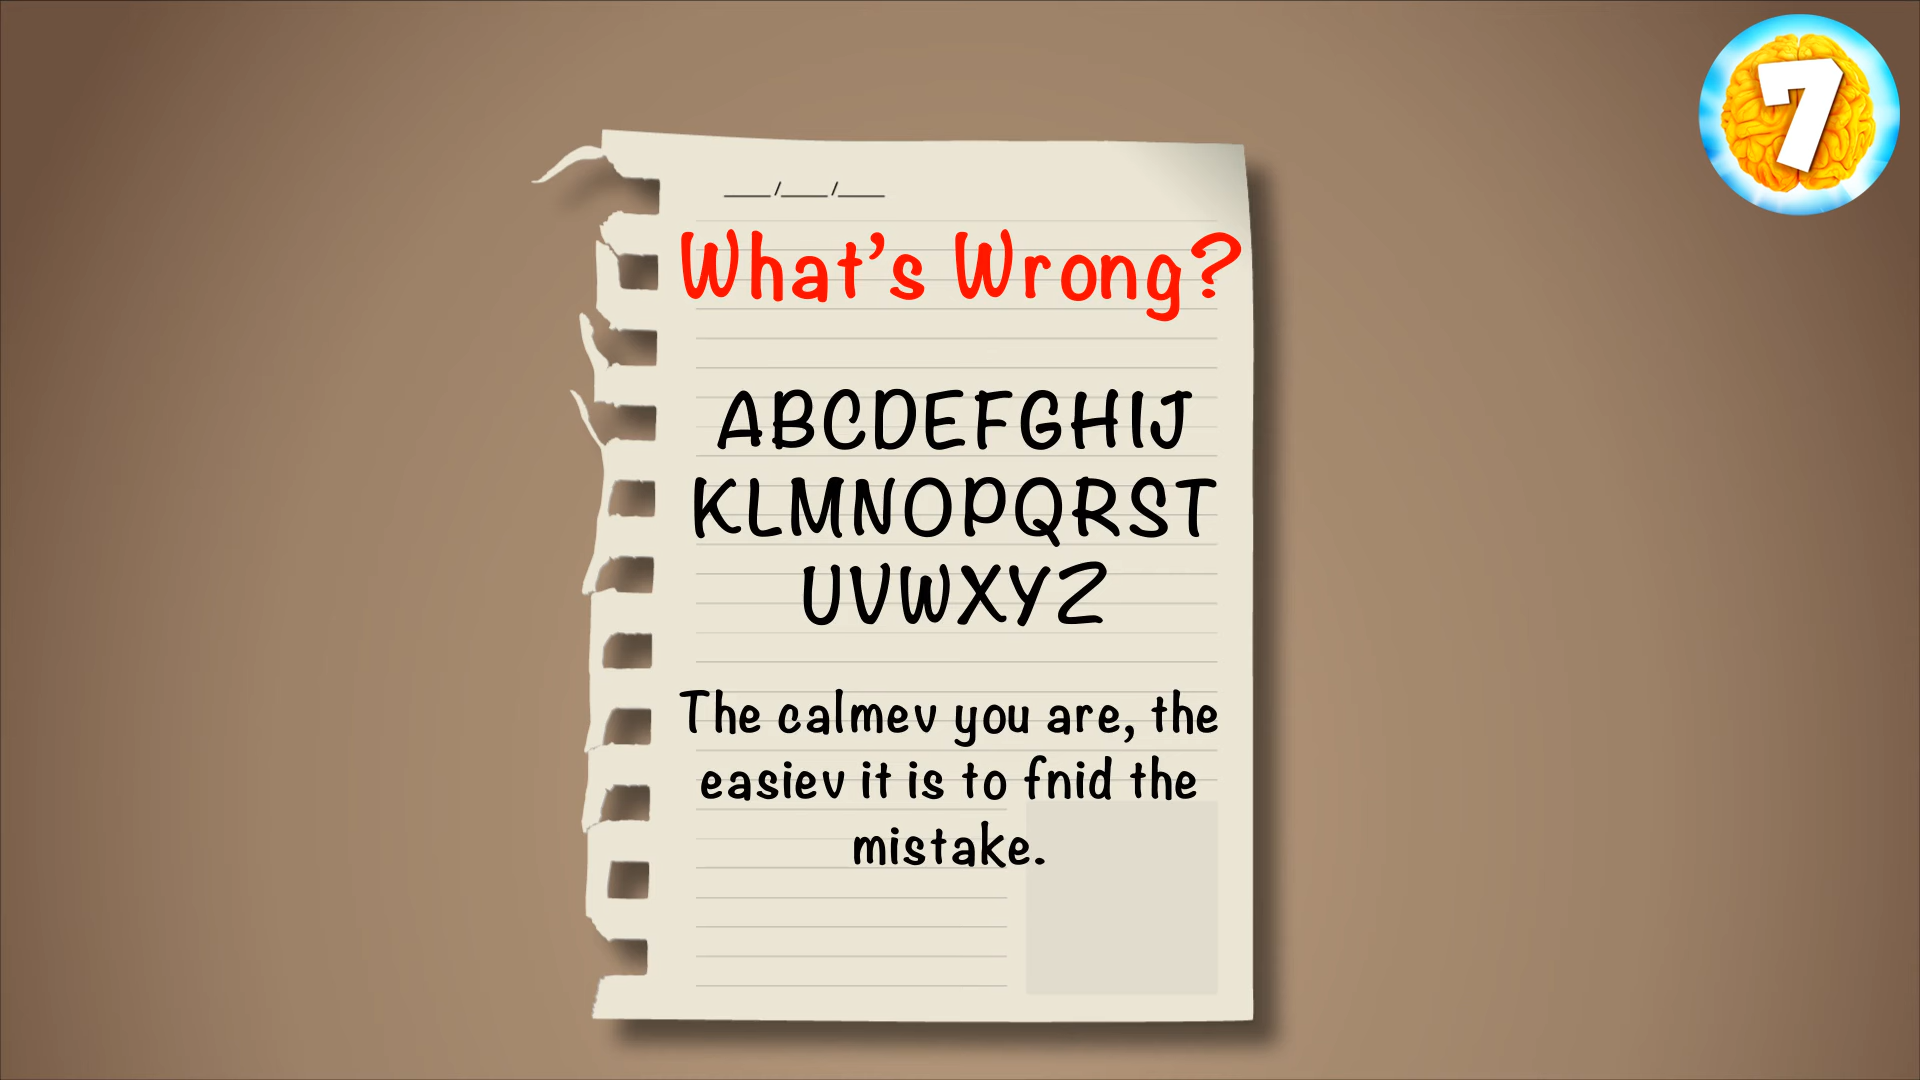 7
___/___/___
What's Wrong?
ABCDEFGHIJ
KLMNOPQRST
UVWXYZ
The calmev you are, the
easiev it is to fnid the
mistake.